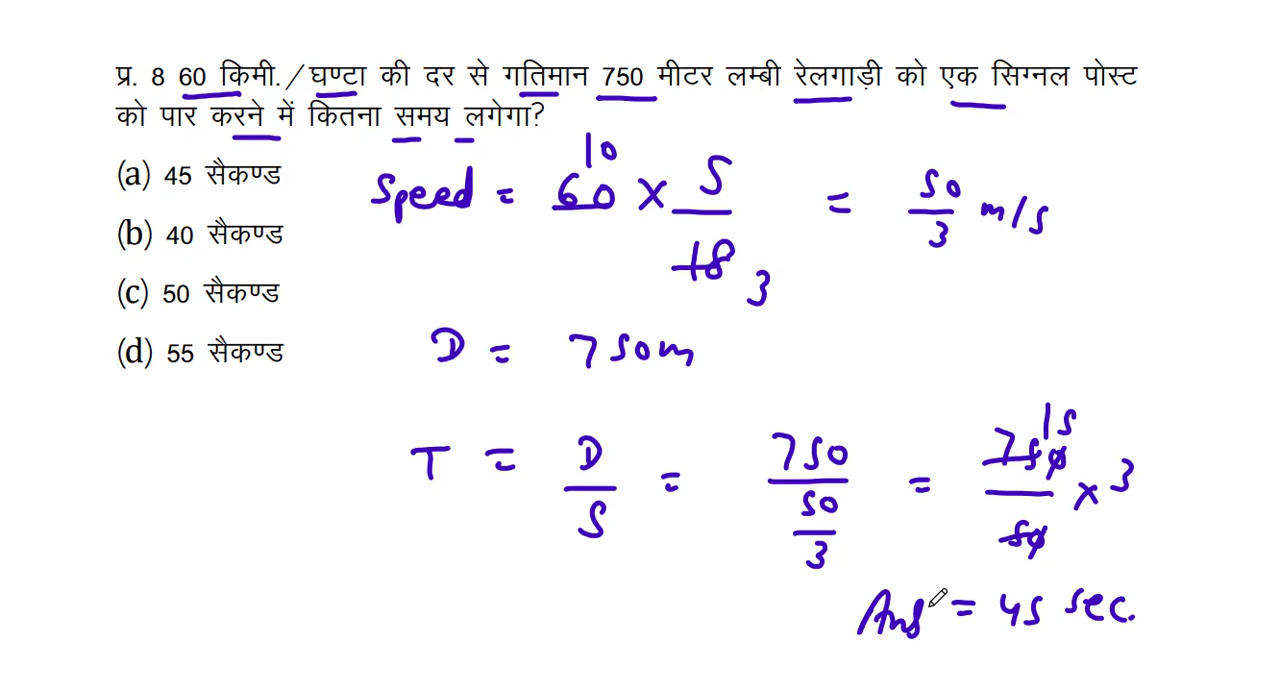 प्र. 8 60 किमी./घण्टा की दर से गतिमान 750 मीटर लम्बी रेलगाड़ी को एक सिग्नल पोस्ट
को पार करने में कितना समय लगेगा?
(a) 45 सैकण्ड
(b) 40 सैकण्ड
(c) 50 सैकण्ड
(d) 55 सैकण्ड
Speed = 60 10 × 5/18 3 = 50/3 m/s
D = 750m
T = D/S = 750/50/3 = 750 15/50 × 3
Ans = 45 sec.